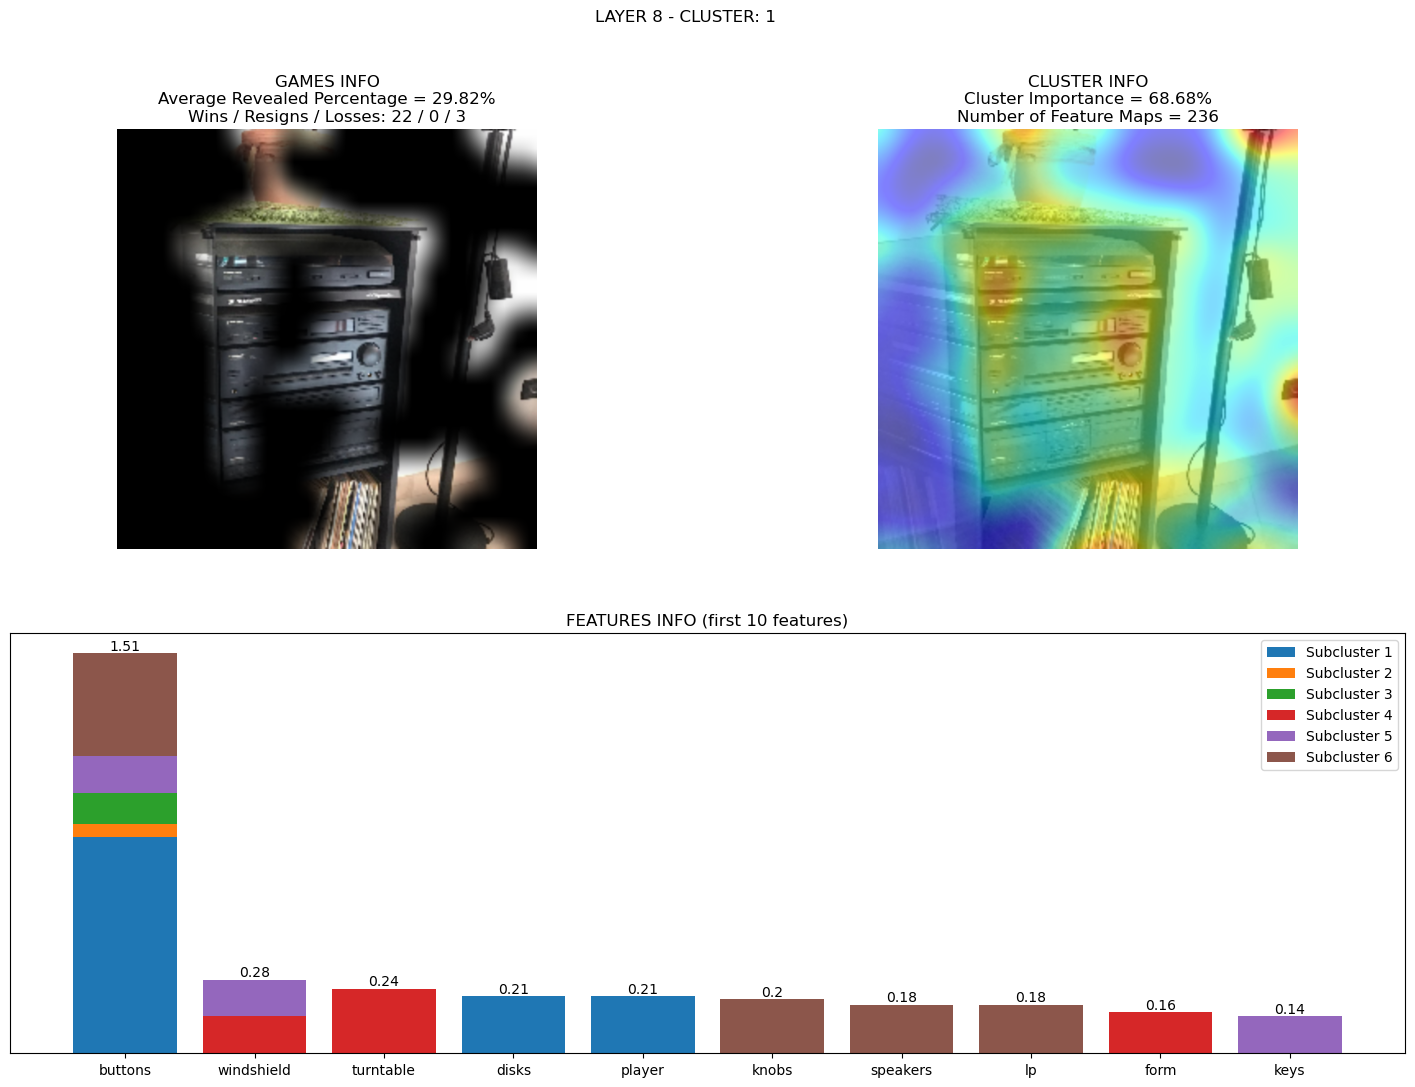 LAYER 8 - CLUSTER: 1
GAMES INFO
Average Revealed Percentage = 29.82%
Wins / Resigns / Losses: 22 / 0 / 3
CLUSTER INFO
Cluster Importance = 68.68%
Number of Feature Maps = 236
FEATURES INFO (first 10 features)
1.51
0.28
0.24
0.21
0.21
0.2
0.18
0.18
0.16
0.14
Subcluster 1
Subcluster 2
Subcluster 3
Subcluster 4
Subcluster 5
Subcluster 6
buttons
windshield
turntable
disks
player
knobs
speakers
lp
form
keys